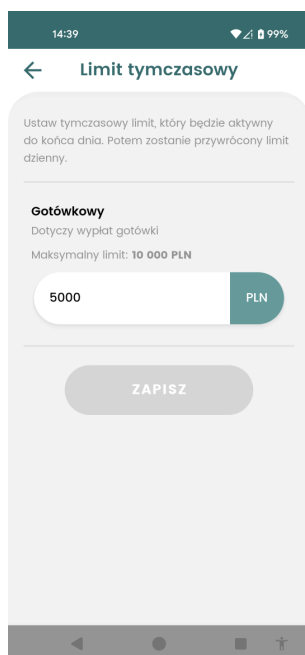 14:39
99%
Limit tymczasowy
Ustaw tymczasowy limit, który będzie aktywny
do końca dnia. Potem zostanie przywrócony limit
dzienny.
Gotówkowy
Dotyczy wypłat gotówki
Maksymalny limit: 10 000 PLN
5000
PLN
ZAPISZ